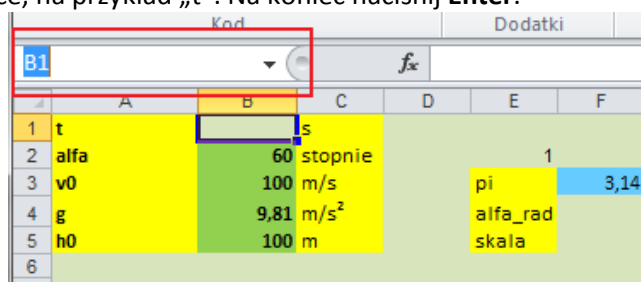 ce, na przykład „t”. Na koniec naciśnij Enter.
Kod Dodatki
B1 fx
A B C D E F
1 t s
2 alfa 60 stopnie 1
3 v0 100 m/s pi 3,14
4 g 9,81 m/s² alfa_rad
5 h0 100 m skala
6